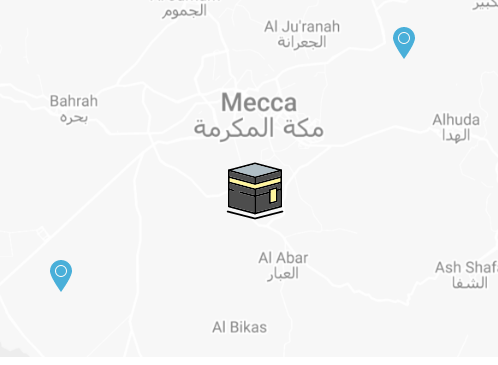 الجموم
Al Ju'ranah
الجعرانة
Bahrah
بحره
Mecca
مكة المكرمة
Alhuda
الهدا
Al Abar
العبار
Ash Shafa
الشفا
Al Bikas